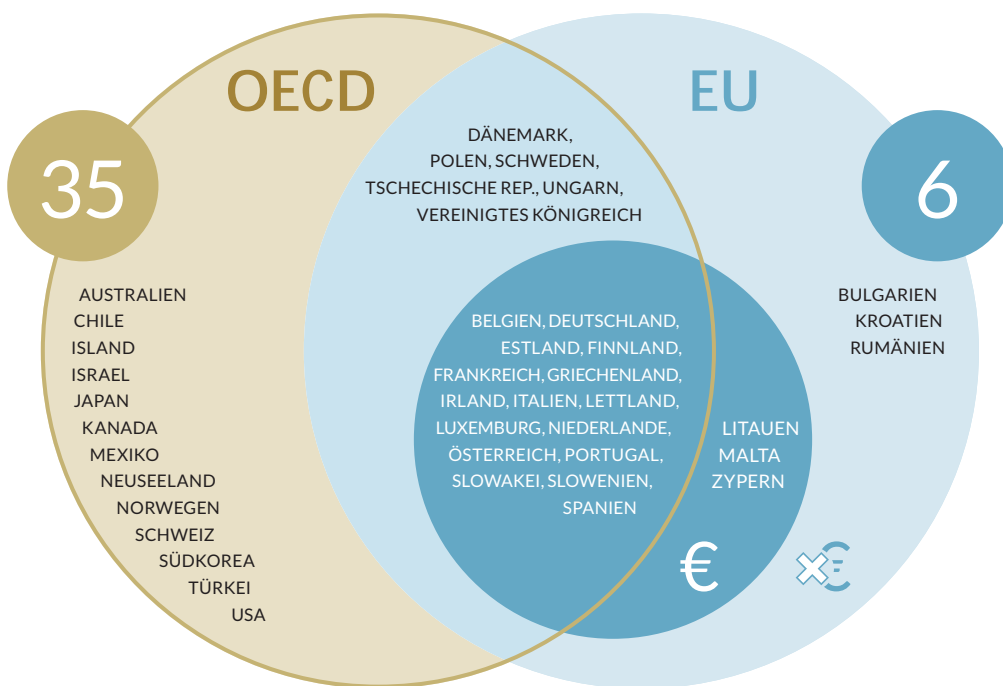 OECD
EU
35
6
DÄNEMARK,
POLEN, SCHWEDEN,
TSCHECHISCHE REP., UNGARN,
VEREINIGTES KÖNIGREICH
AUSTRALIEN
CHILE
ISLAND
ISRAEL
JAPAN
KANADA
MEXIKO
NEUSEELAND
NORWEGEN
SCHWEIZ
SÜDKOREA
TÜRKEI
USA
BELGIEN, DEUTSCHLAND,
ESTLAND, FINNLAND,
FRANKREICH, GRIECHENLAND,
IRLAND, ITALIEN, LETTLAND,
LUXEMBURG, NIEDERLANDE,
ÖSTERREICH, PORTUGAL,
SLOWAKEI, SLOWENIEN,
SPANIEN
LITAUEN
MALTA
ZYPERN
BULGARIEN
KROATIEN
RUMÄNIEN
€
€